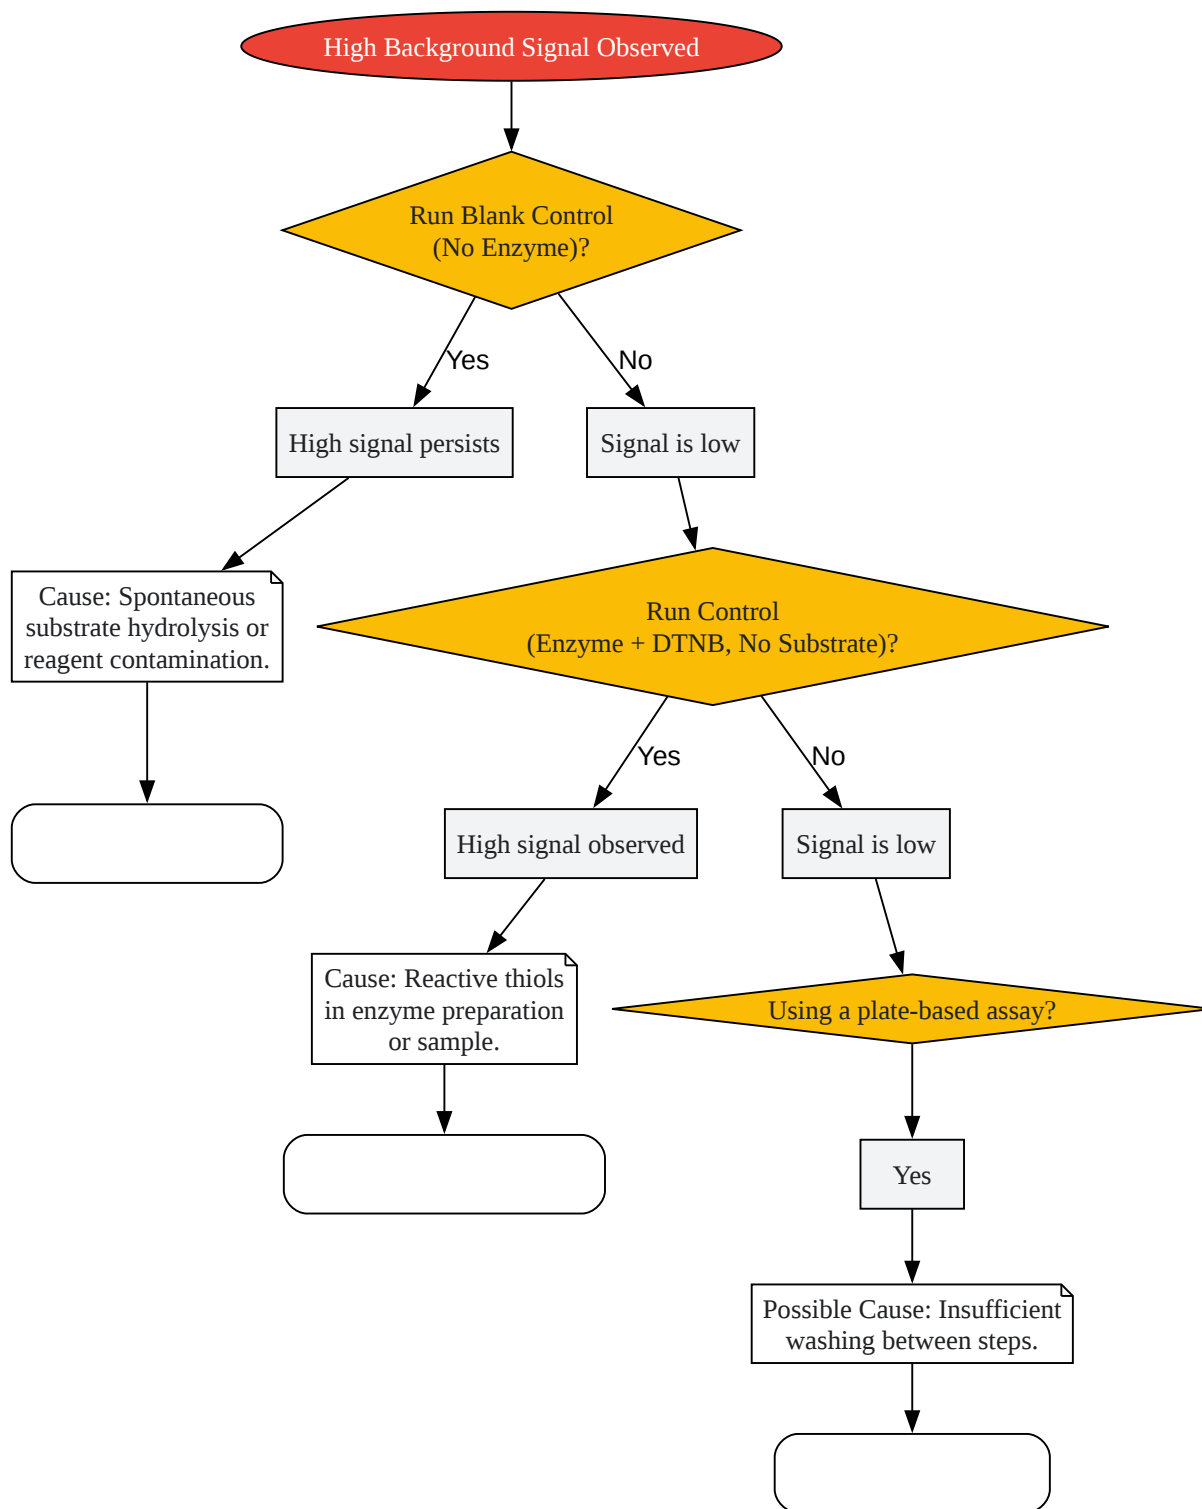 High Background Signal Observed
Run Blank Control
(No Enzyme)?
Yes
No
High signal persists
Signal is low
Cause: Spontaneous
substrate hydrolysis or
reagent contamination.
Run Control
(Enzyme + DTNB, No Substrate)?
Yes
No
High signal observed
Signal is low
Cause: Reactive thiols
in enzyme preparation
or sample.
Using a plate-based assay?
Yes
Possible Cause: Insufficient
washing between steps.